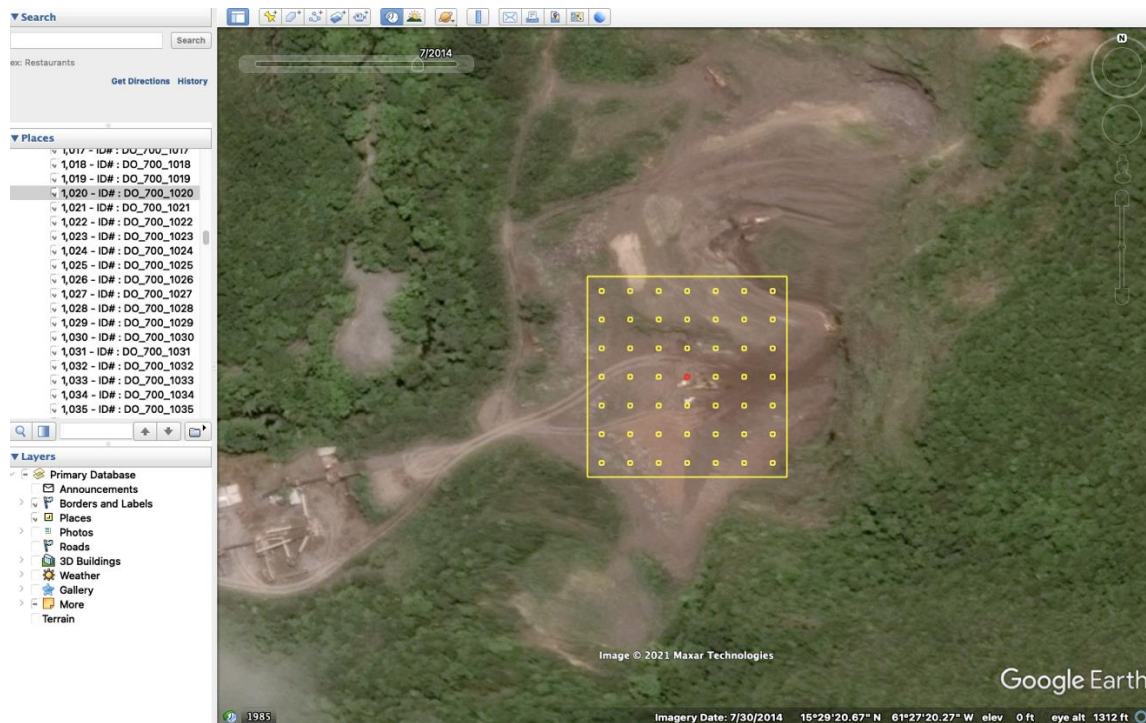 Search
Search
ex: Restaurants
Get Directions History
Places
1,017 - ID# : DO_700_1017
1,018 - ID# : DO_700_1018
1,019 - ID# : DO_700_1019
1,020 - ID# : DO_700_1020
1,021 - ID# : DO_700_1021
1,022 - ID# : DO_700_1022
1,023 - ID# : DO_700_1023
1,024 - ID# : DO_700_1024
1,025 - ID# : DO_700_1025
1,026 - ID# : DO_700_1026
1,027 - ID# : DO_700_1027
1,028 - ID# : DO_700_1028
1,029 - ID# : DO_700_1029
1,030 - ID# : DO_700_1030
1,031 - ID# : DO_700_1031
1,032 - ID# : DO_700_1032
1,033 - ID# : DO_700_1033
1,034 - ID# : DO_700_1034
1,035 - ID# : DO_700_1035
Layers
Primary Database
Announcements
Borders and Labels
Places
Photos
Roads
3D Buildings
Weather
Gallery
More
Terrain
7/2014
N
Image © 2021 Maxar Technologies
Google Earth
1985
Imagery Date: 7/30/2014 15°29'20.67" N 61°27'20.27" W elev 0 ft eye alt 1312 ft